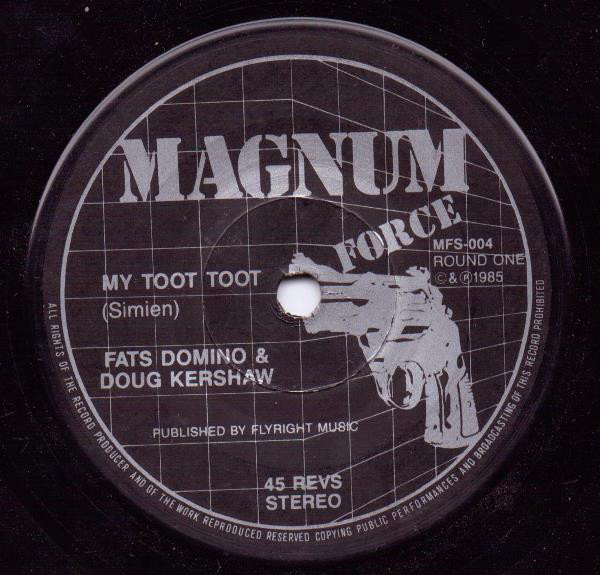 MAGNUM
FORCE
MFS-004
ROUND ONE
© & ℗ 1985
MY TOOT TOOT
(Simien)
FATS DOMINO &
DOUG KERSHAW
PUBLISHED BY FLYRIGHT MUSIC
45 REVS
STEREO
ALL RIGHTS OF THE RECORD PRODUCER AND OF THE WORK REPRODUCED RESERVED COPYING PUBLIC PERFORMANCES AND BROADCASTING OF THIS RECORD PROHIBITED